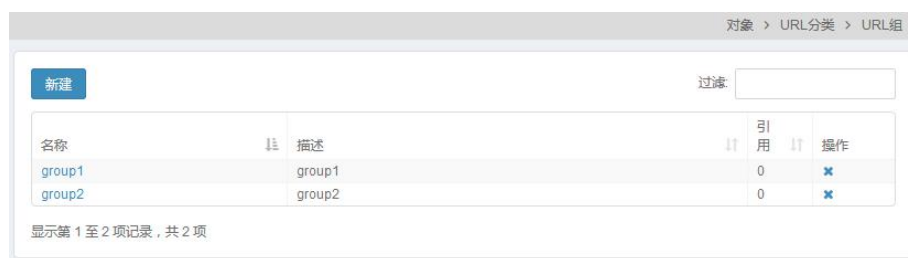 对象 > URL分类 > URL组
新建 过滤:
名称 描述 引用 操作
group1 group1 0
group2 group2 0
显示第 1 至 2 项记录，共 2 项